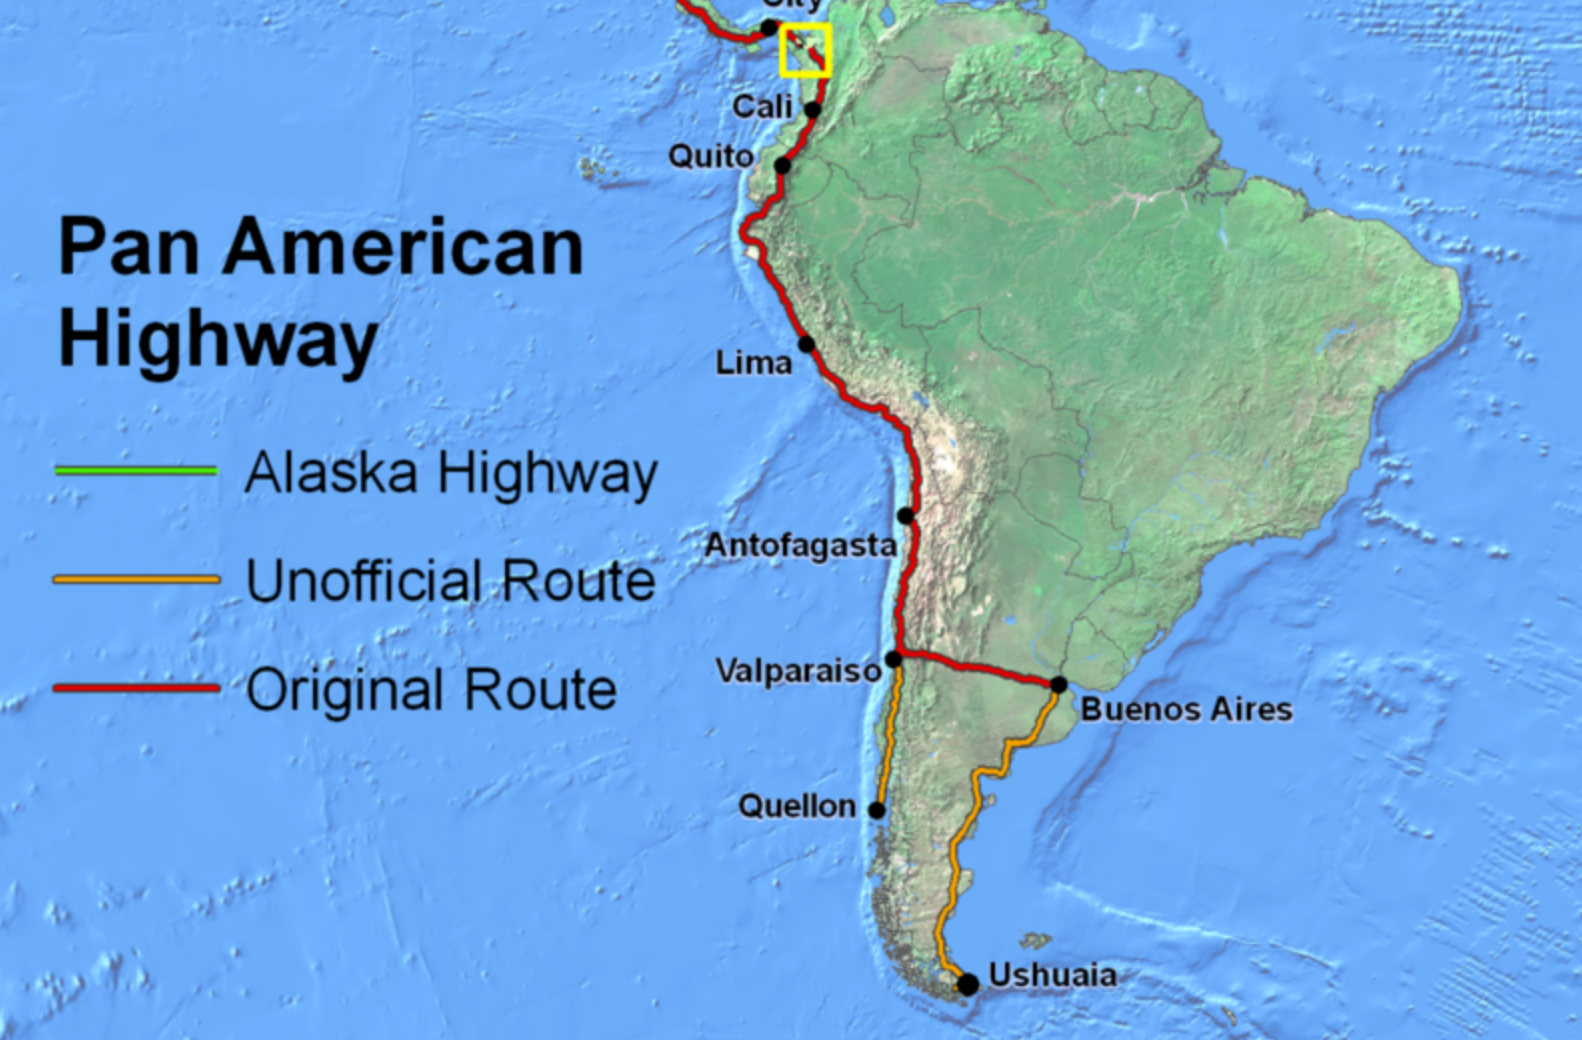 City
Cali
Quito
Pan American
Highway
Lima
Alaska Highway
Antofagasta
Unofficial Route
Valparaiso
Original Route
Buenos Aires
Quellon
Ushuaia